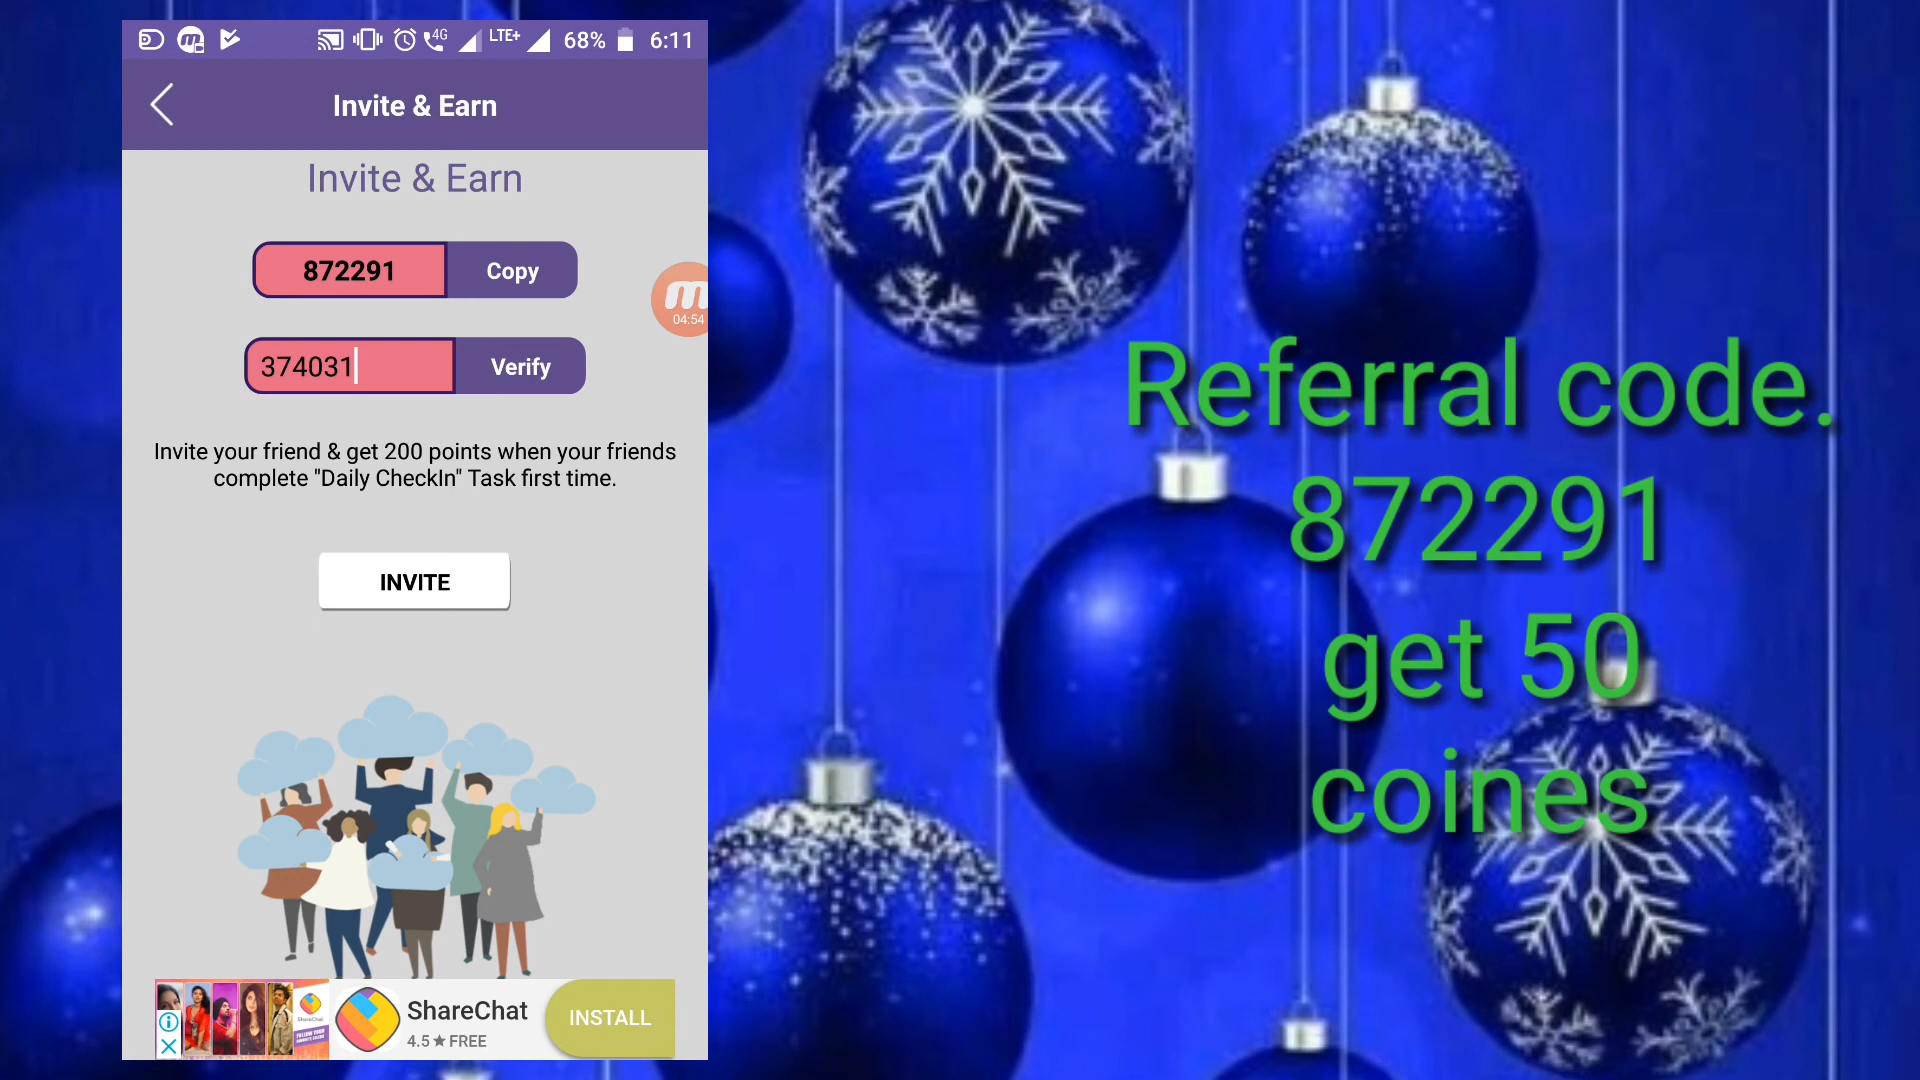 4G LTE+ 68% 6:11
Invite & Earn
Invite & Earn
872291 Copy
04:54
374031 Verify
Invite your friend & get 200 points when your friends
complete "Daily CheckIn" Task first time.
INVITE
ShareChat
4.5★FREE
INSTALL
Referral code.
872291
get 50
coines